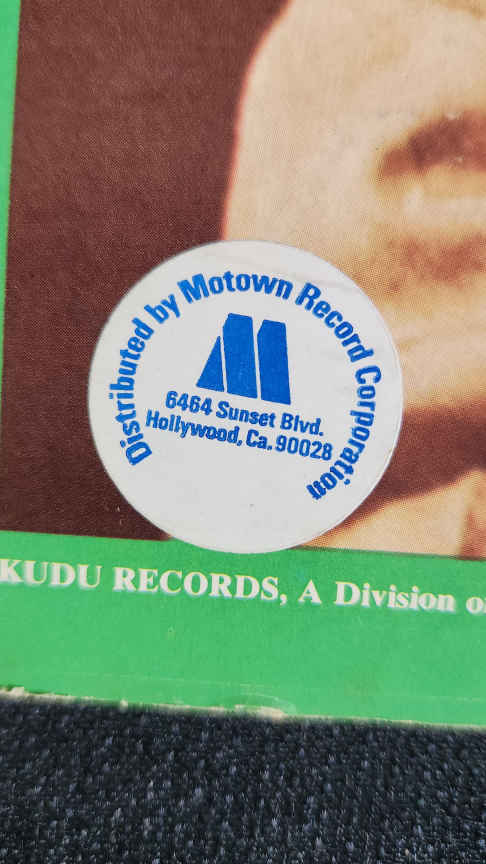 Distributed by Motown Record Corporation
6464 Sunset Blvd.
Hollywood, Ca. 90028
KUDU RECORDS, A Division